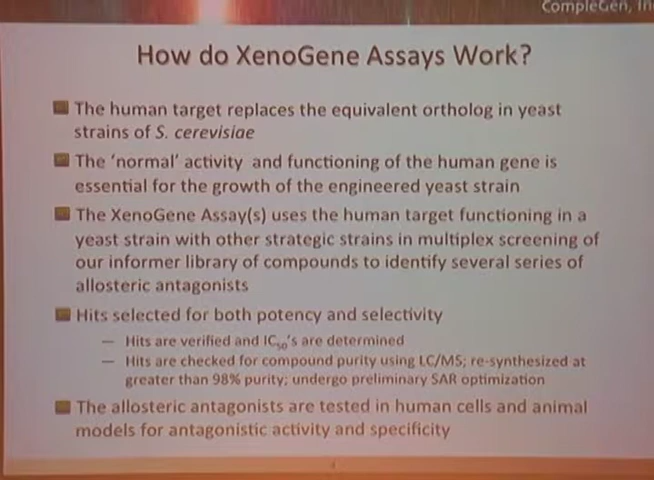 CompleGen, In
How do XenoGene Assays Work?
The human target replaces the equivalent ortholog in yeast
strains of S. cerevisiae
The 'normal' activity and functioning of the human gene is
essential for the growth of the engineered yeast strain
The XenoGene Assay(s) uses the human target functioning in a
yeast strain with other strategic strains in multiplex screening of
our informer library of compounds to identify several series of
allosteric antagonists
Hits selected for both potency and selectivity
— Hits are verified and IC50's are determined
— Hits are checked for compound purity using LC/MS; re-synthesized at
greater than 98% purity; undergo preliminary SAR optimization
The allosteric antagonists are tested in human cells and animal
models for antagonistic activity and specificity